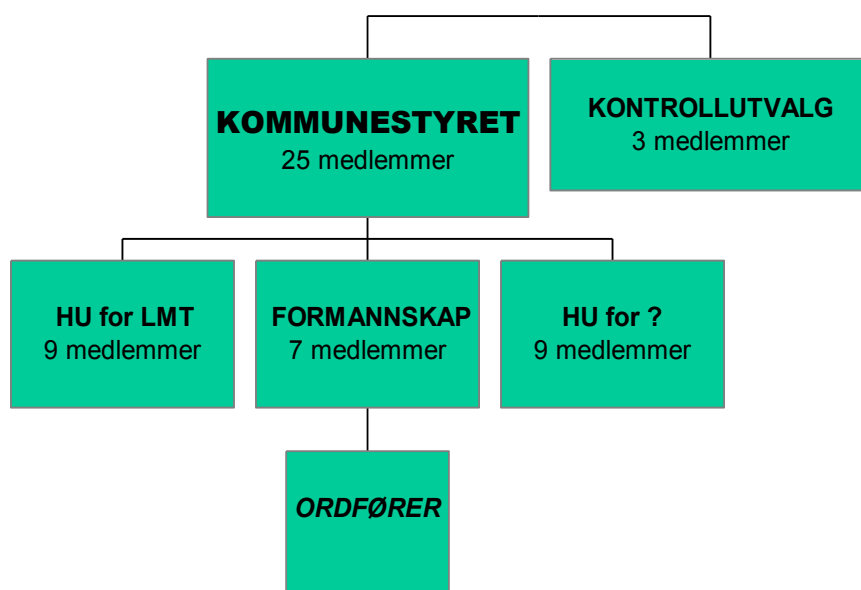 KOMMUNESTYRET
25 medlemmer
KONTROLLUTVALG
3 medlemmer
HU for LMT
9 medlemmer
FORMANNSKAP
7 medlemmer
HU for ?
9 medlemmer
ORDFØRER